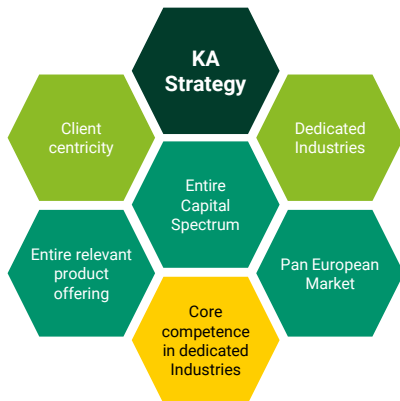 KA
Strategy
Client
centricity
Dedicated
Industries
Entire
Capital
Spectrum
Entire relevant
product
offering
Pan European
Market
Core
competence
in dedicated
Industries